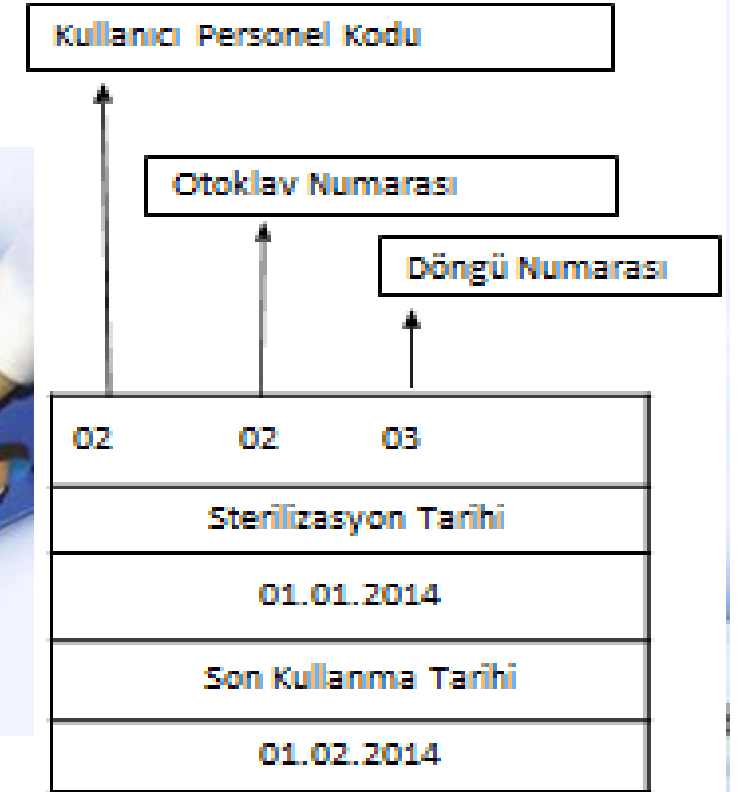 Kullanıcı Personel Kodu
Otoklav Numarası
Döngü Numarası
02 02 03
Sterilizasyon Tarihi
01.01.2014
Son Kullanma Tarihi
01.02.2014